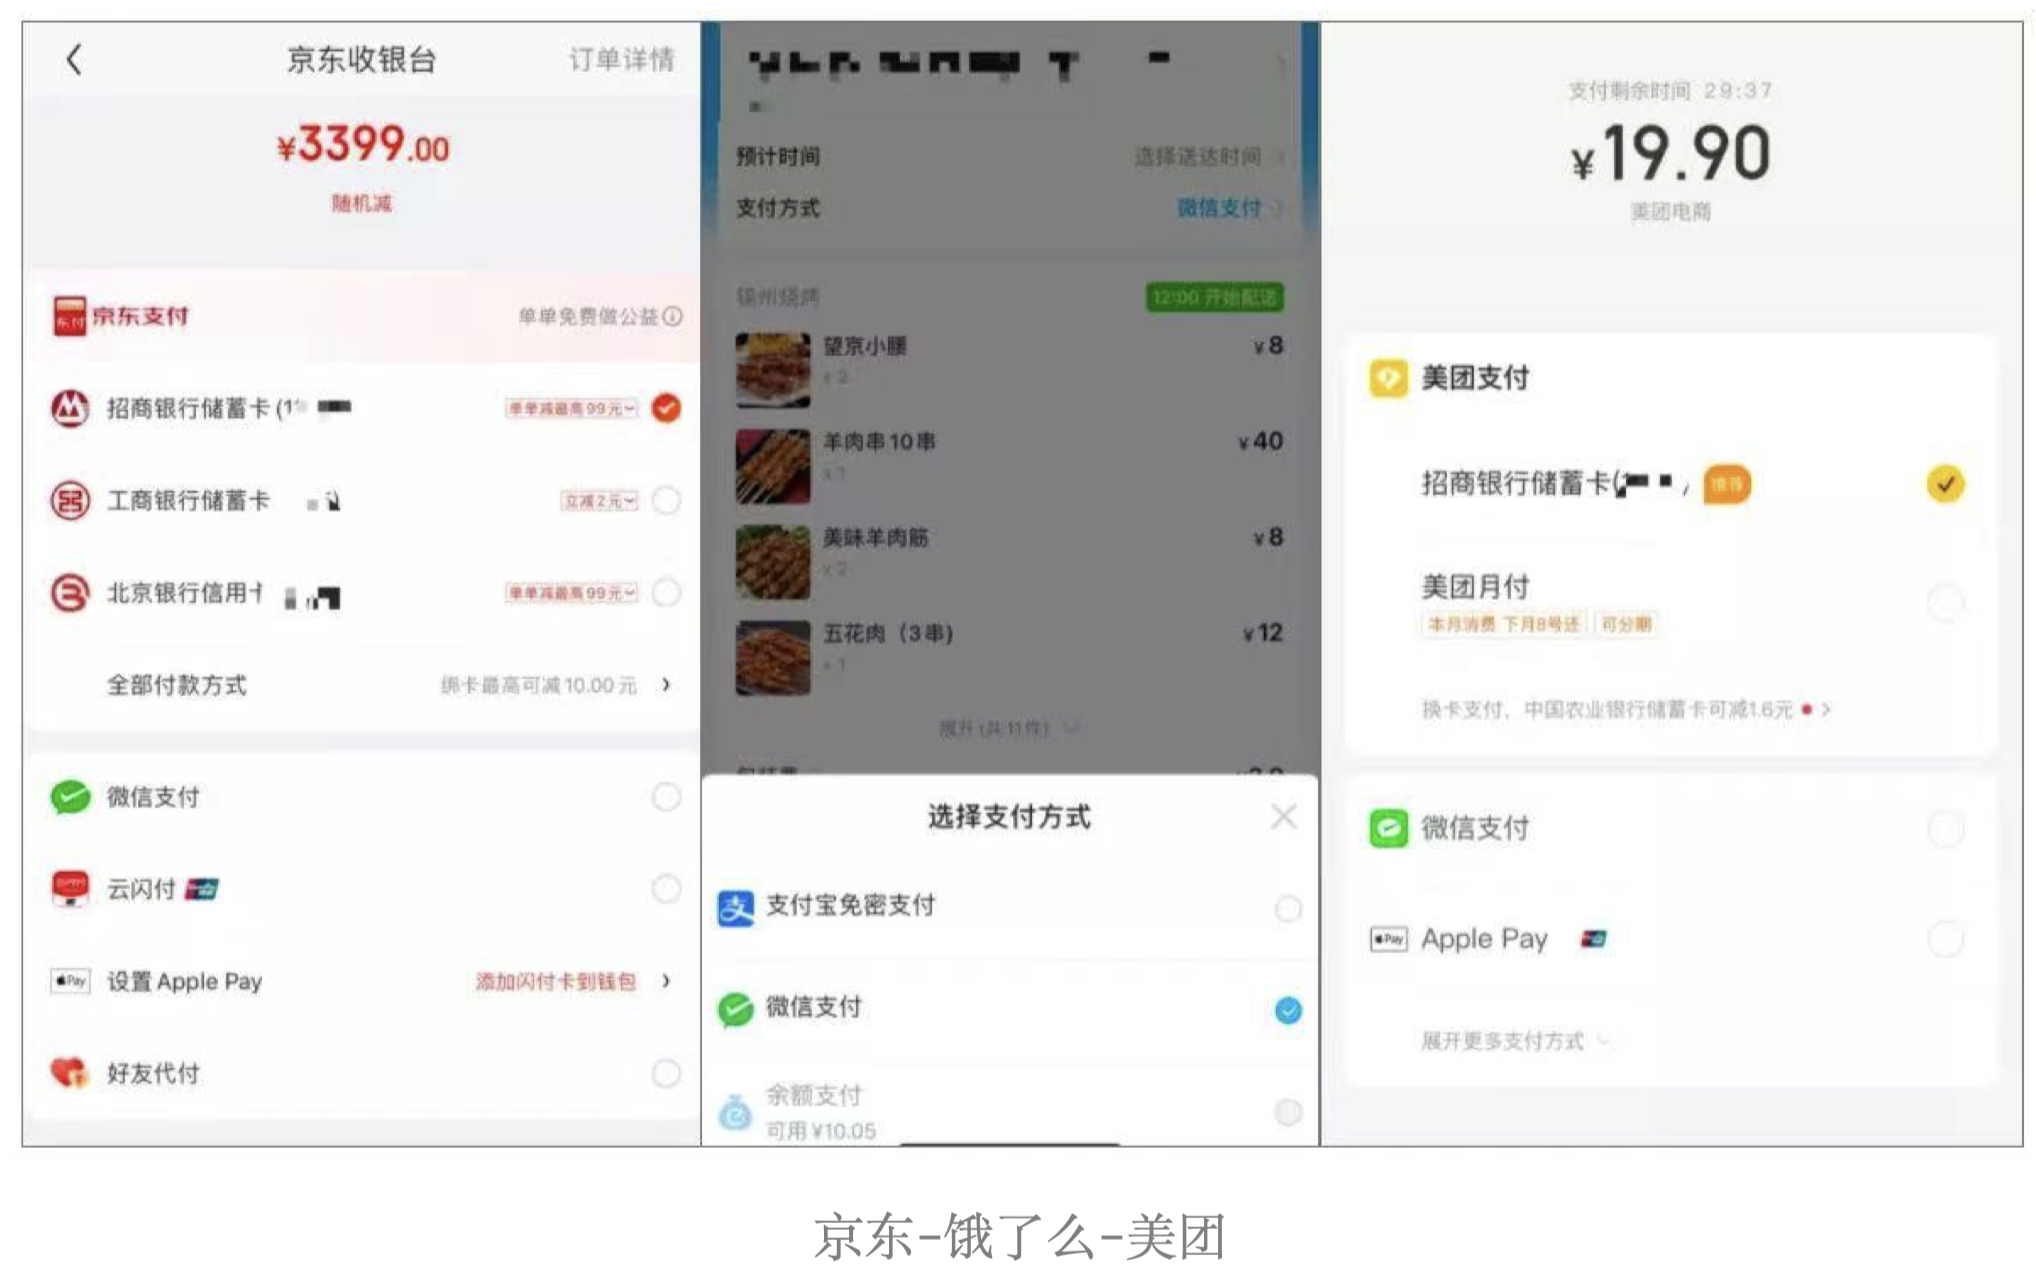 京东收银台 订单详情
¥3399.00
随机减
京东支付 单单免费做公益
招商银行储蓄卡(1 单单减最高99元
工商银行储蓄卡 立减2元
北京银行信用卡 单单减最高99元
全部付款方式 绑卡最高可减10.00元
微信支付
云闪付
Pay 设置 Apple Pay 添加闪付卡到钱包
好友代付
预计时间 选择送达时间
支付方式 微信支付
锦州烧烤 12:00 开始配送
望京小腰 ¥8
x 2
羊肉串10串 ¥40
x 1
美味羊肉筋 ¥8
x 2
五花肉（3串) ¥12
x 1
展开(共11件)
包装费
选择支付方式
支 支付宝免密支付
微信支付
余额支付
可用 ¥10.05
支付剩余时间 29:37
¥19.90
美团电商
美团支付
招商银行储蓄卡( 推荐
美团月付
本月消费 下月8号还 可分期
换卡支付，中国农业银行储蓄卡可减1.6元
微信支付
Pay Apple Pay
展开更多支付方式
京东-饿了么-美团